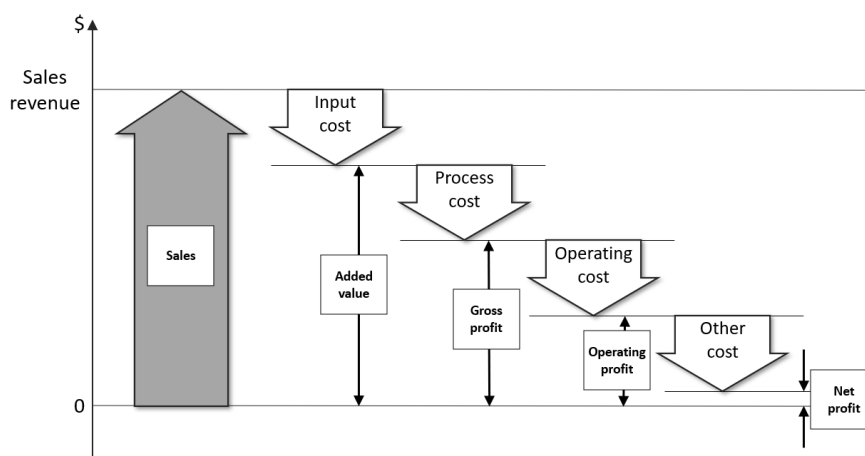 $
Sales
revenue
Input
cost
Process
cost
Sales
Operating
cost
Added
value
Gross
profit
Other
cost
Operating
profit
Net
profit
0